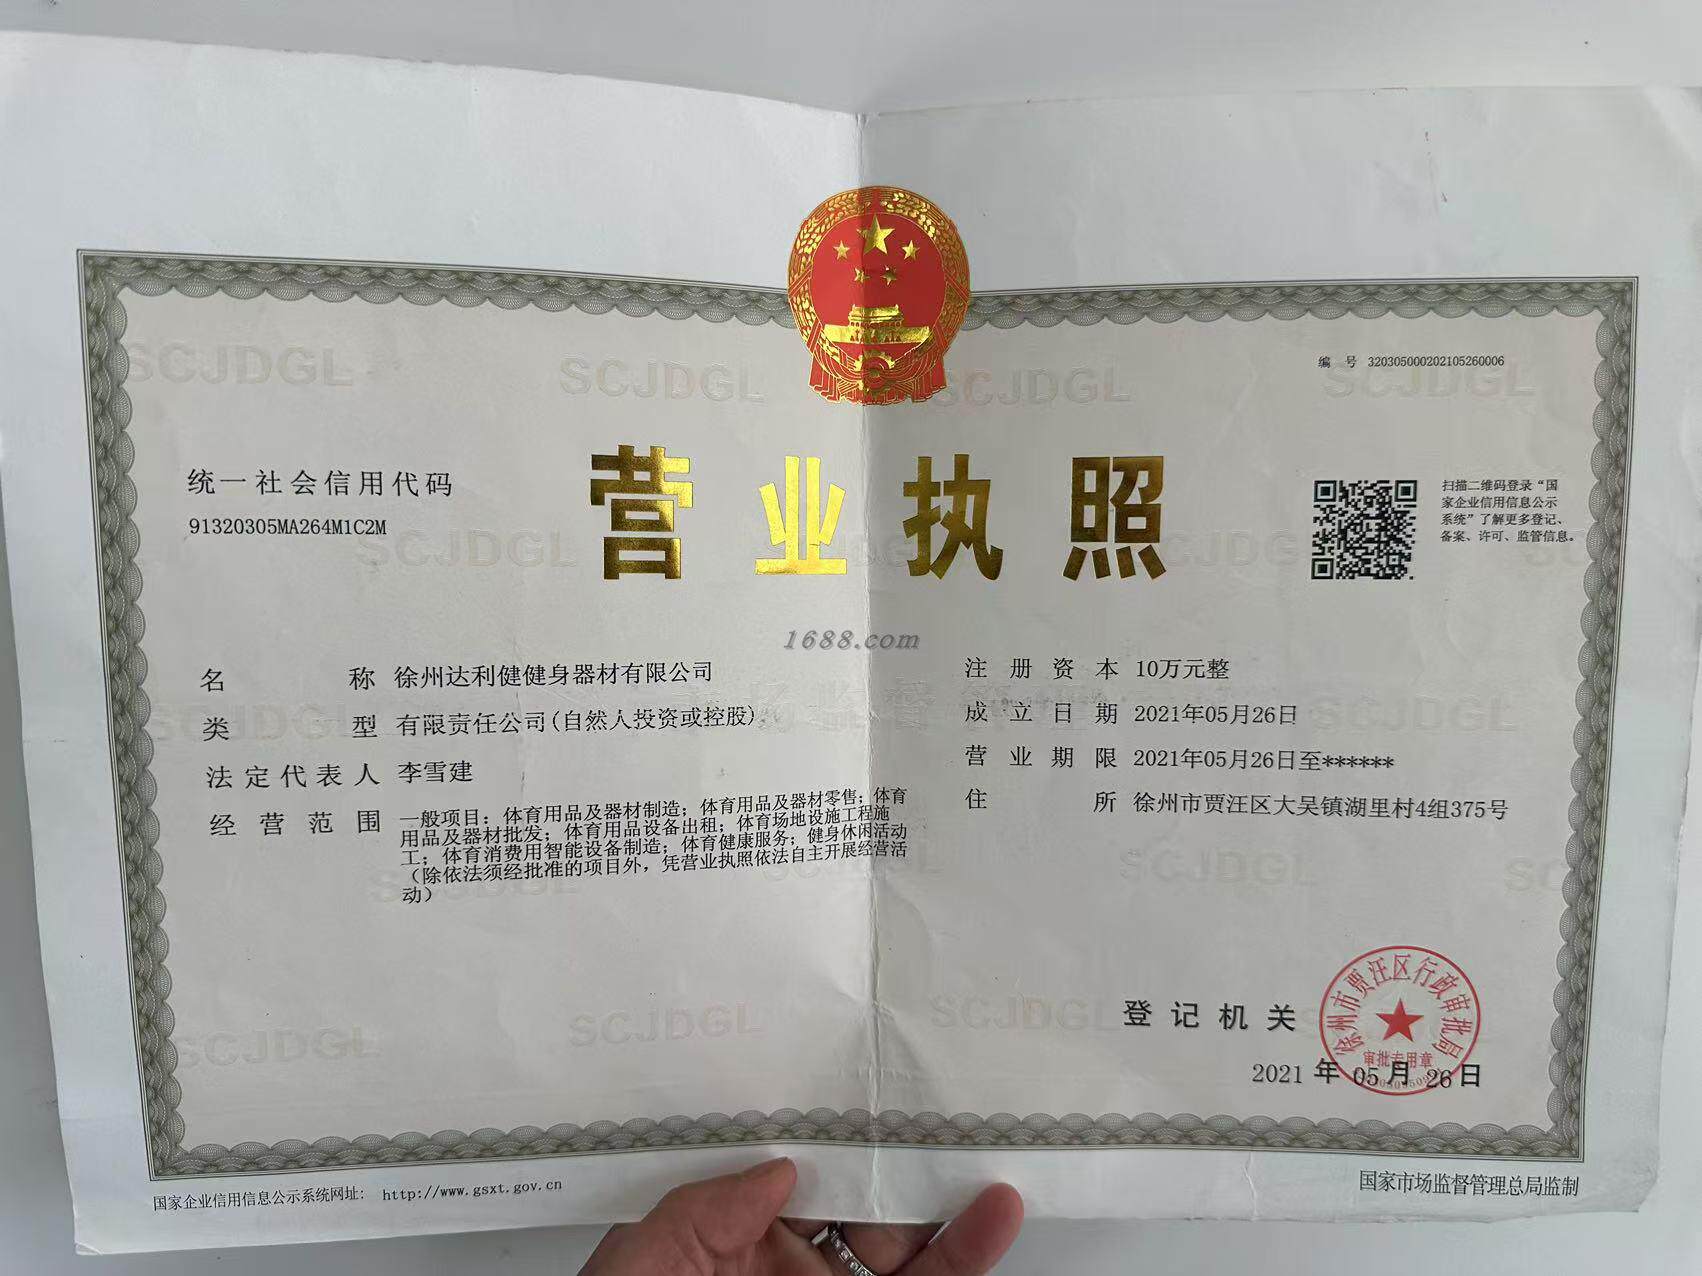 编 号 320305000202105260006
统一社会信用代码
91320305MA264M1C2M
营业执照
扫描二维码登录“国
家企业信用信息公示
系统”了解更多登记、
备案、许可、监管信息。
1688.com
名 称 徐州达利健健身器材有限公司
类 型 有限责任公司(自然人投资或控股)
法定代表人 李雪建
经营范围 一般项目：体育用品及器材制造；体育用品及器材零售；体育
用品及器材批发；体育用品设备出租；体育场地设施工程施
工；体育消费用智能设备制造；体育健康服务；健身休闲活动
（除依法须经批准的项目外，凭营业执照依法自主开展经营活
动）
注册资本 10万元整
成立日期 2021年05月26日
营业期限 2021年05月26日至******
住 所 徐州市贾汪区大吴镇湖里村4组375号
登记机关
徐州市贾汪区行政审批局
审批专用章
2021 年 05 月 26 日
国家企业信用信息公示系统网址： http://www.gsxt.gov.cn
国家市场监督管理总局监制